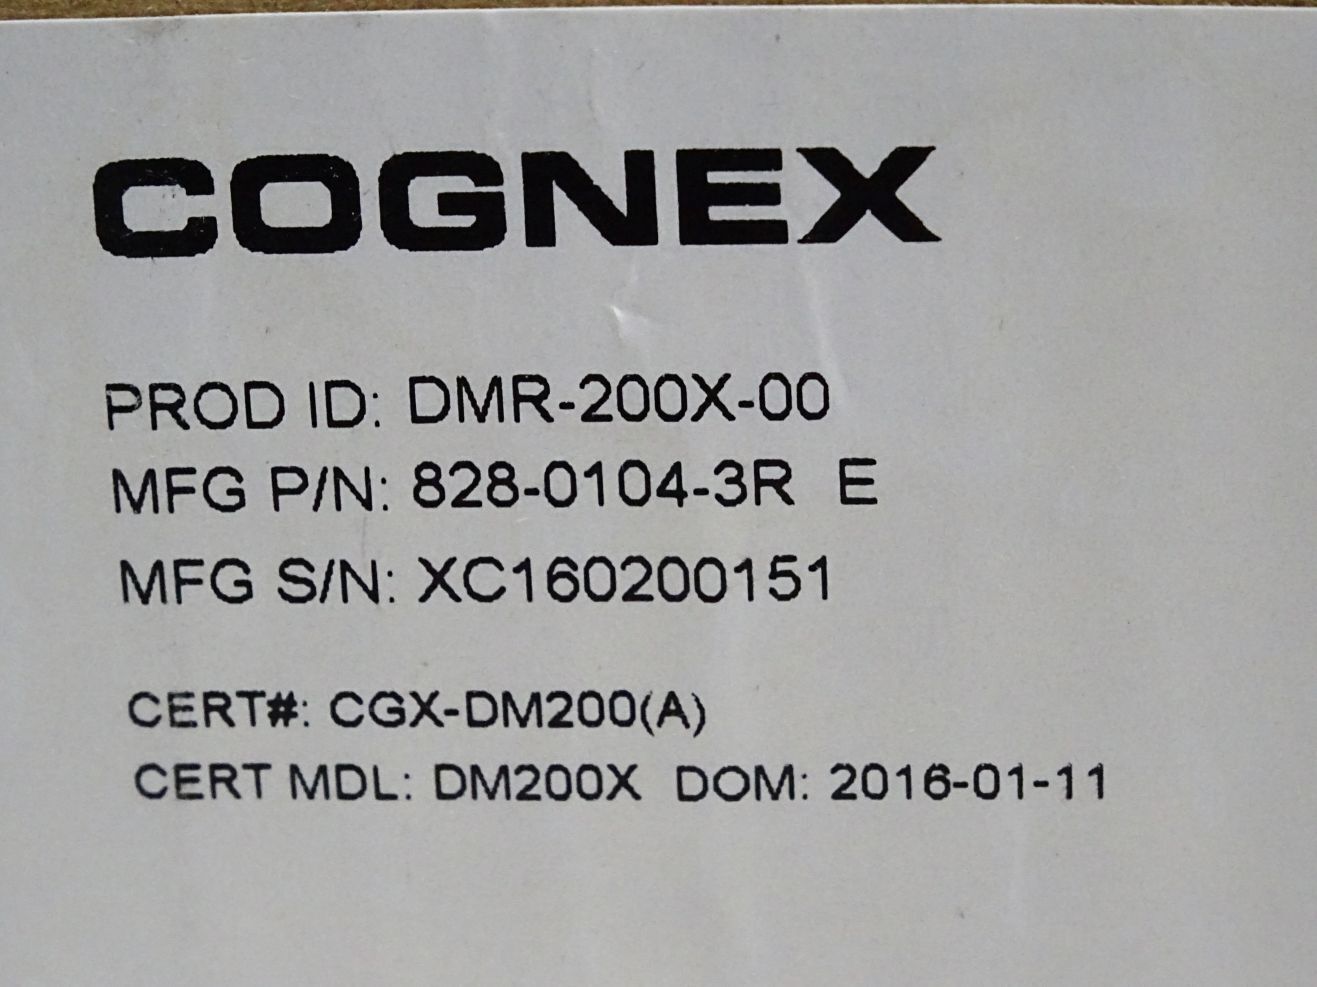 COGNEX
PROD ID: DMR-200X-00
MFG P/N: 828-0104-3R E
MFG S/N: XC160200151
CERT#: CGX-DM200(A)
CERT MDL: DM200X DOM: 2016-01-11